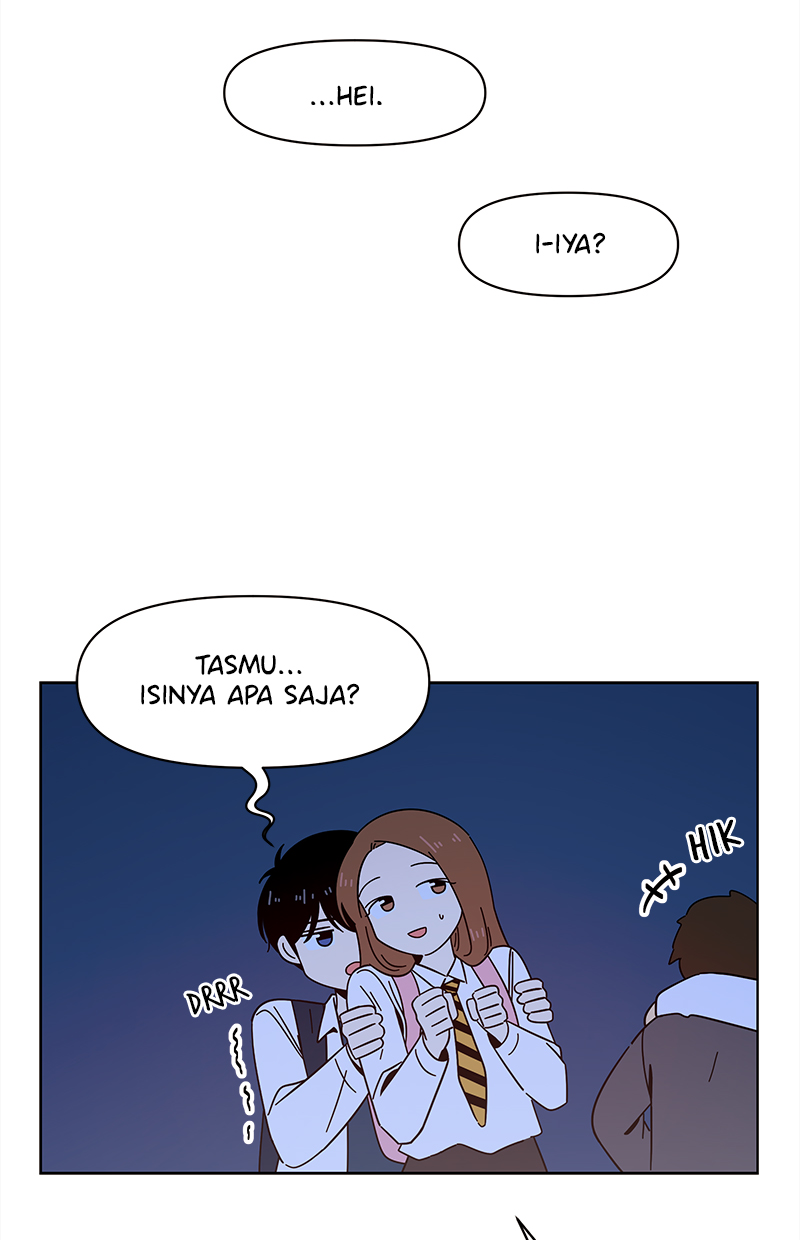 ...HEI.
I-IYA?
TASMU...
ISINYA APA SAJA?
HIK
DRRR